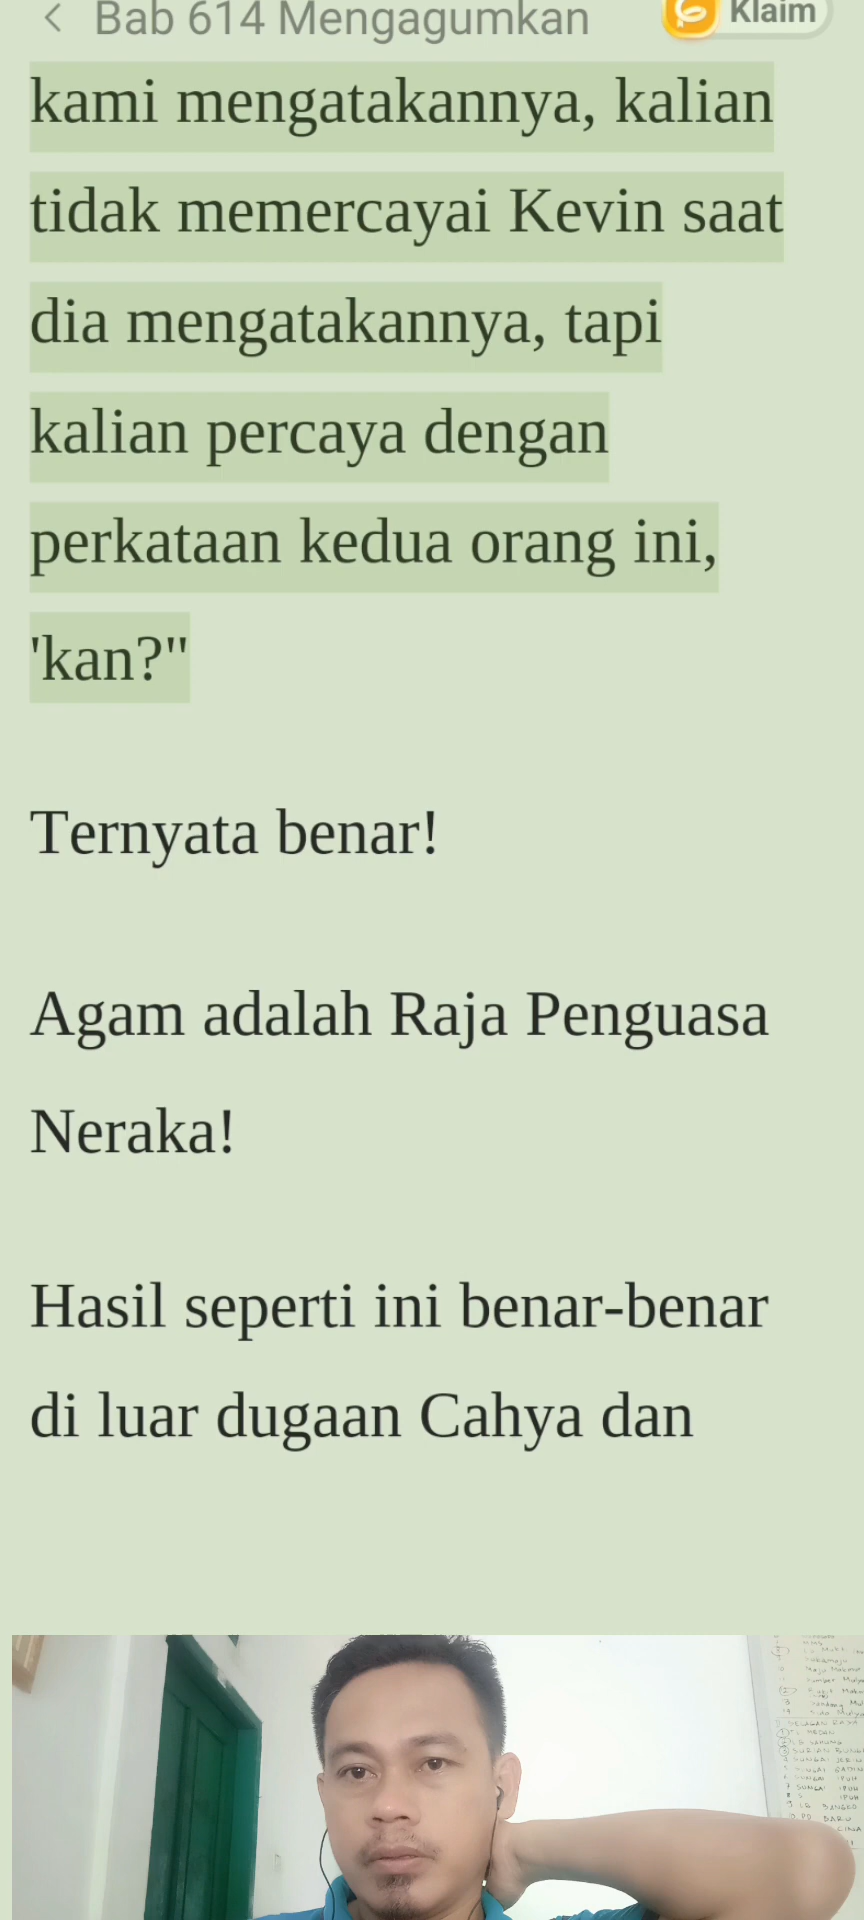 Bab 614 Mengagumkan
Klaim
kami mengatakannya, kalian
tidak memercayai Kevin saat
dia mengatakannya, tapi
kalian percaya dengan
perkataan kedua orang ini,
'kan?"
Ternyata benar!
Agam adalah Raja Penguasa
Neraka!
Hasil seperti ini benar-benar
di luar dugaan Cahya dan